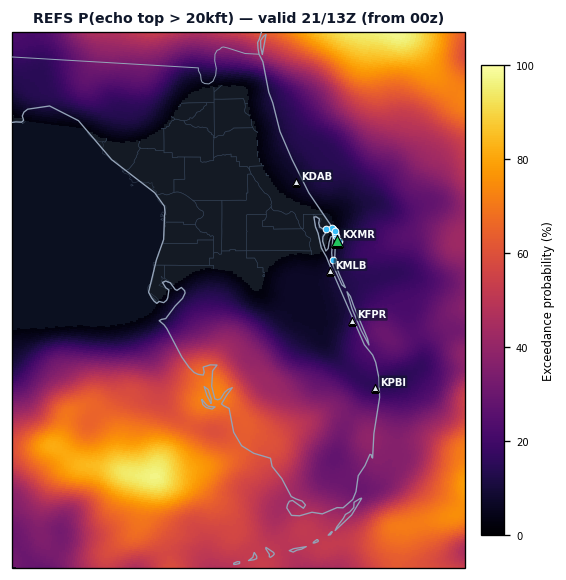 REFS P(echo top > 20kft) — valid 21/13Z (from 00z)
KDAB
KXMR
KMLB
KFPR
KPBI
100
80
60
40
20
0
Exceedance probability (%)